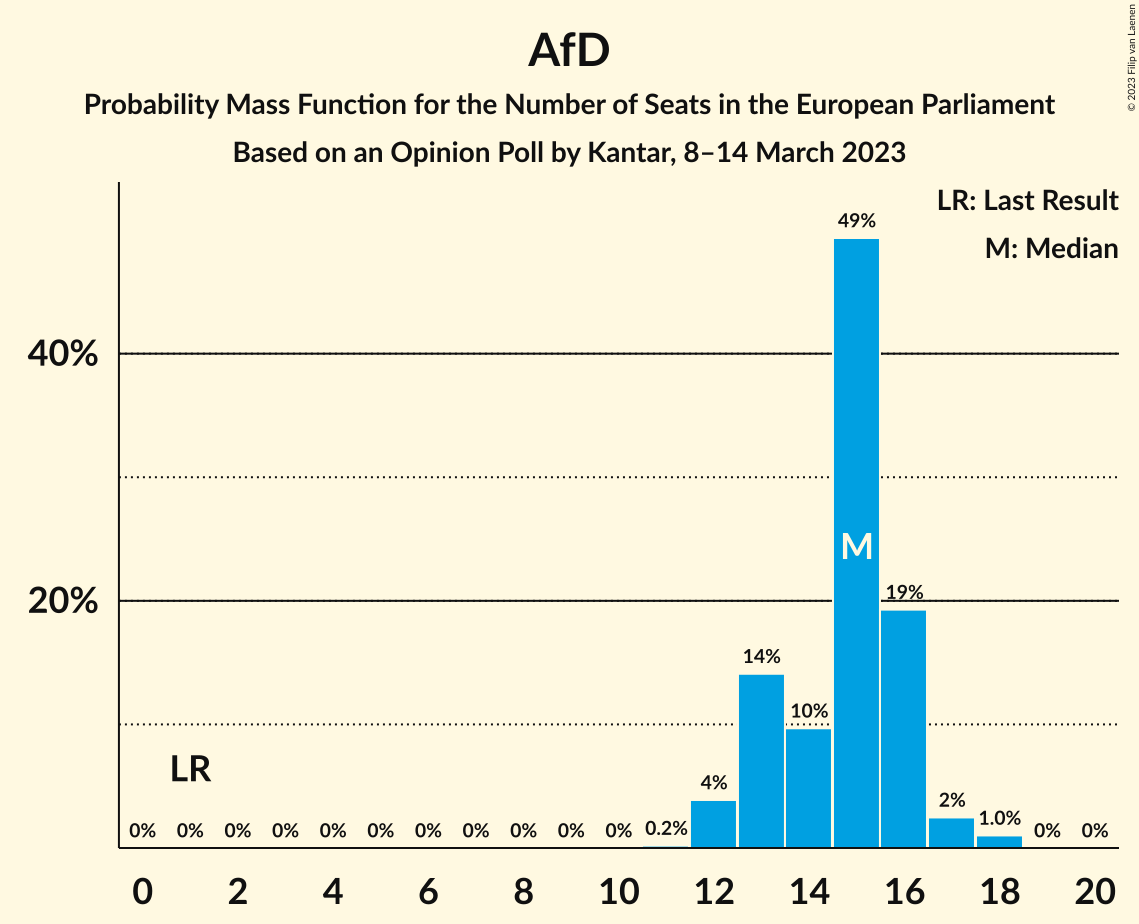 AfD
Probability Mass Function for the Number of Seats in the European Parliament
Based on an Opinion Poll by Kantar, 8–14 March 2023
© 2023 Filip van Laenen
LR: Last Result
M: Median
49%
40%
M
20%
19%
14%
10%
LR
4%
2%
0% 0% 0% 0% 0% 0% 0% 0% 0% 0% 0% 0.2% 1.0% 0% 0%
0 2 4 6 8 10 12 14 16 18 20